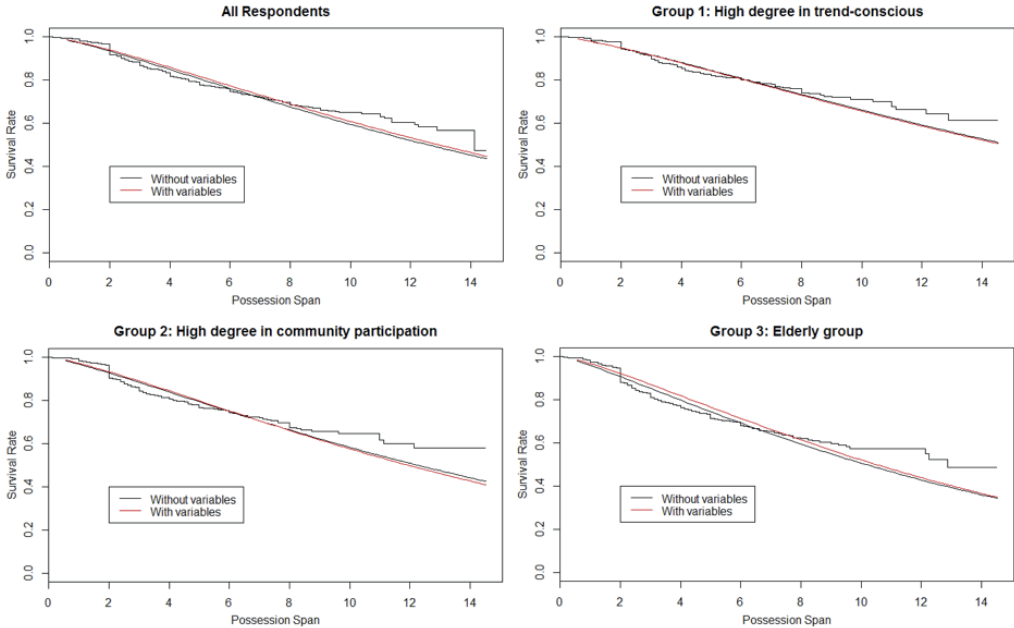 All Respondents
Survival Rate
0.0 0.2 0.4 0.6 0.8 1.0
Without variables
With variables
0 2 4 6 8 10 12 14
Possession Span
Group 1: High degree in trend-conscious
Survival Rate
0.0 0.2 0.4 0.6 0.8 1.0
Without variables
With variables
0 2 4 6 8 10 12 14
Possession Span
Group 2: High degree in community participation
Survival Rate
0.0 0.2 0.4 0.6 0.8 1.0
Without variables
With variables
0 2 4 6 8 10 12 14
Possession Span
Group 3: Elderly group
Survival Rate
0.0 0.2 0.4 0.6 0.8 1.0
Without variables
With variables
0 2 4 6 8 10 12 14
Possession Span